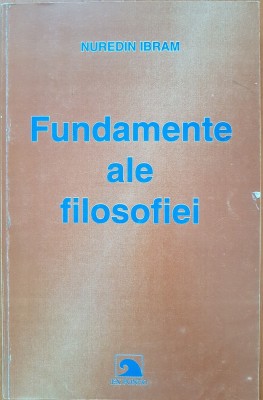 NUREDIN IBRAM
Fundamente
ale
filosofiei